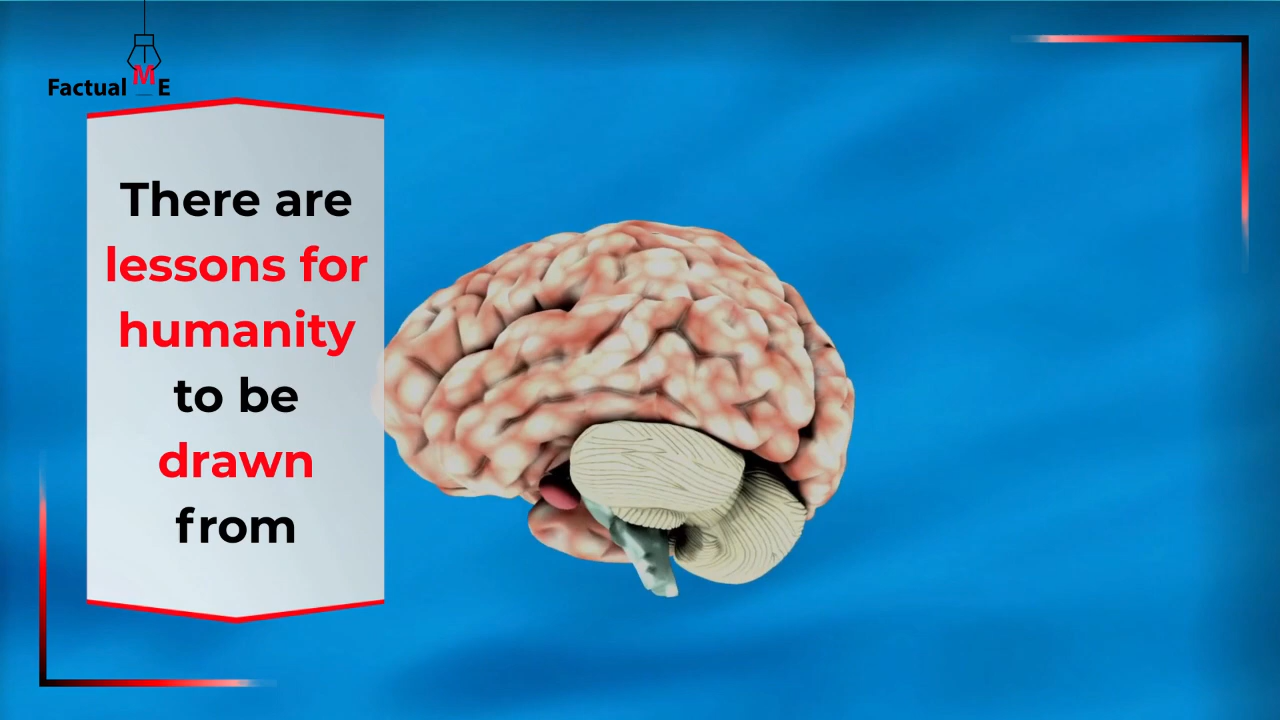 Factual ME
There are
lessons for
humanity
to be
drawn
from